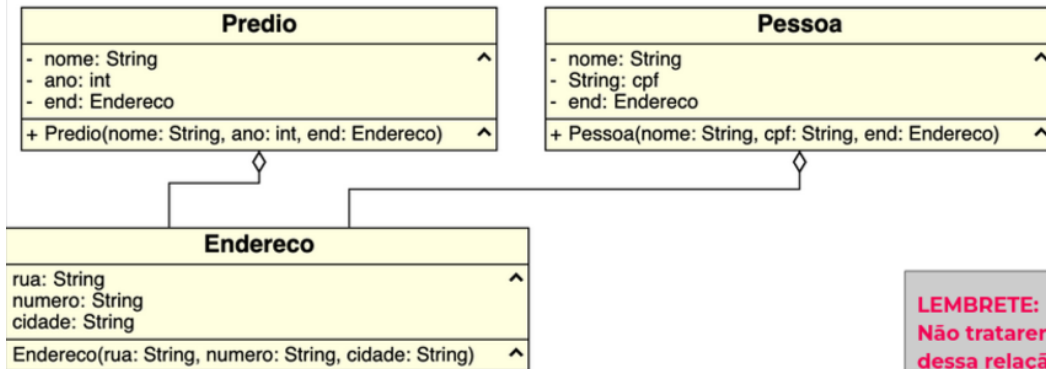 Predio
- nome: String
- ano: int
- end: Endereco
+ Predio(nome: String, ano: int, end: Endereco)
Pessoa
- nome: String
- String: cpf
- end: Endereco
+ Pessoa(nome: String, cpf: String, end: Endereco)
Endereco
rua: String
numero: String
cidade: String
Endereco(rua: String, numero: String, cidade: String)
LEMBRETE:
Não
dessa